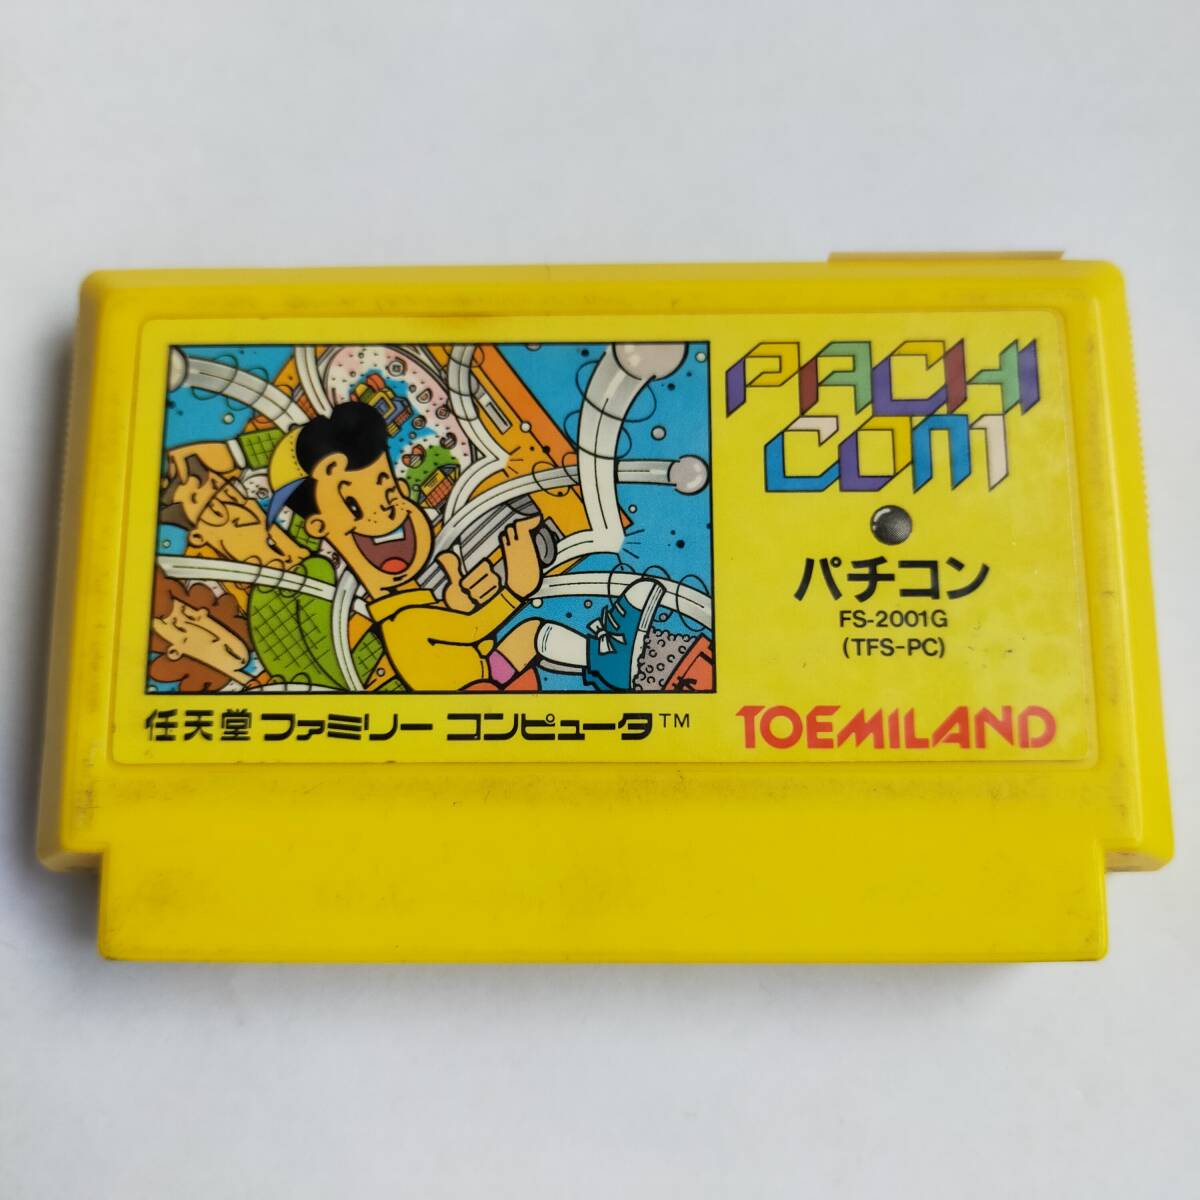 PACHI
COM
パチコン
FS-2001G
(TFS-PC)
任天堂 ファミリー コンピュータ™
TOEMILAND